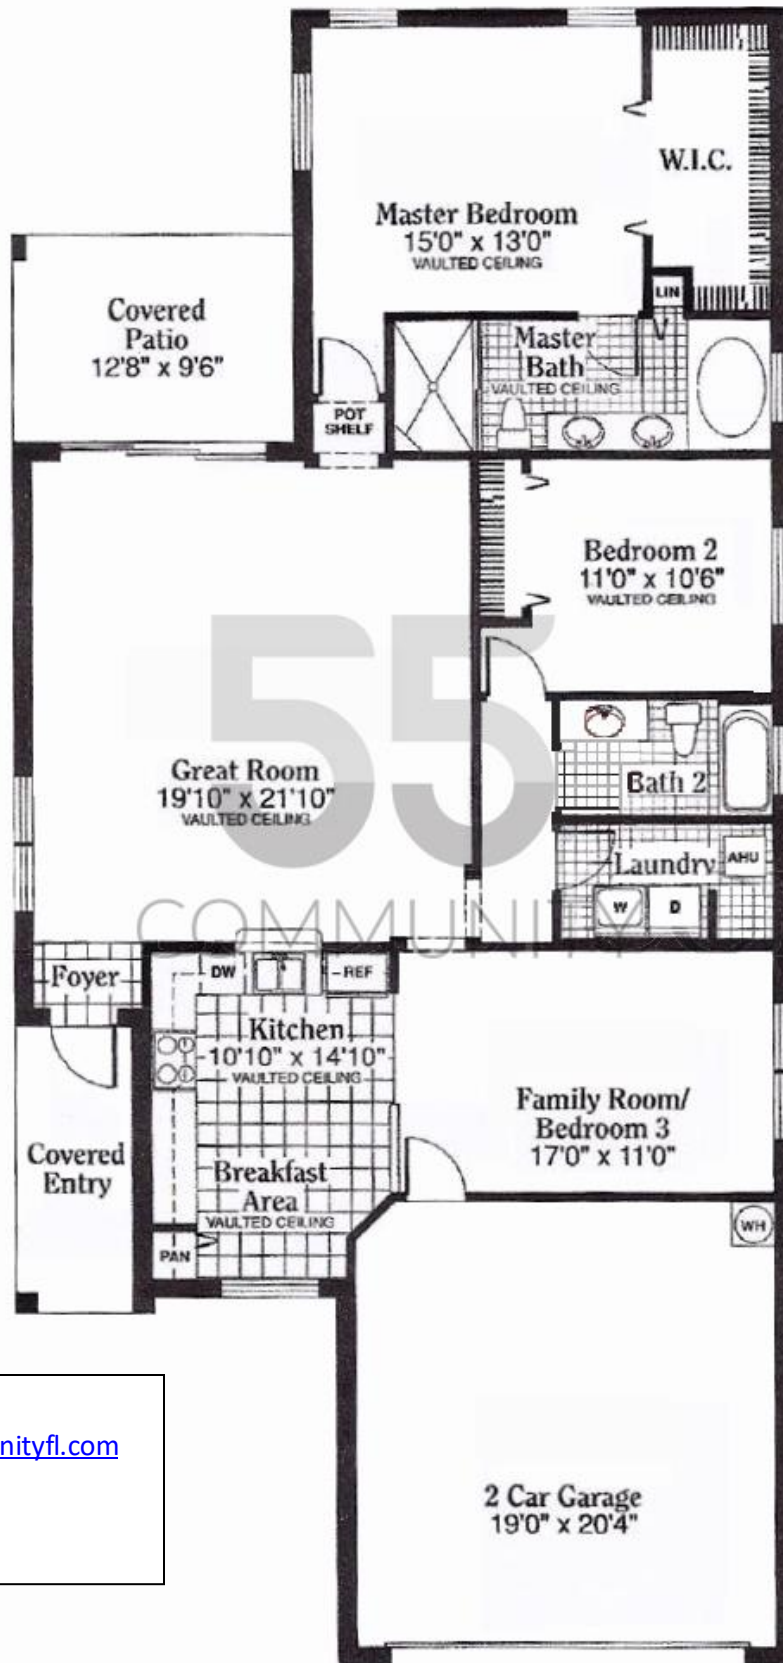 W.I.C.
Master Bedroom
15'0" x 13'0"
VAULTED CEILING
LIN
Covered
Patio
12'8" x 9'6"
Master
Bath
VAULTED CEILING
POT
SHELF
Bedroom 2
11'0" x 10'6"
VAULTED CEILING
55
COMMUNITY
Great Room
19'10" x 21'10"
VAULTED CEILING
Bath 2
Laundry
AHU
W
D
Foyer
DW
REF
Kitchen
10'10" x 14'10"
VAULTED CEILING
Family Room/
Bedroom 3
17'0" x 11'0"
Covered
Entry
Breakfast
Area
VAULTED CEILING
PAN
WH
nityfl.com
2 Car Garage
19'0" x 20'4"